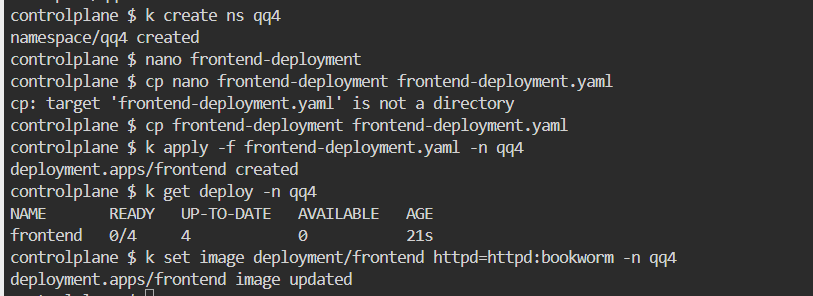 controlplane $ k create ns qq4
namespace/qq4 created
controlplane $ nano frontend-deployment
controlplane $ cp nano frontend-deployment frontend-deployment.yaml
cp: target 'frontend-deployment.yaml' is not a directory
controlplane $ cp frontend-deployment frontend-deployment.yaml
controlplane $ k apply -f frontend-deployment.yaml -n qq4
deployment.apps/frontend created
controlplane $ k get deploy -n qq4
NAME       READY   UP-TO-DATE   AVAILABLE   AGE
frontend   0/4     4            0           21s
controlplane $ k set image deployment/frontend httpd=httpd:bookworm -n qq4
deployment.apps/frontend image updated